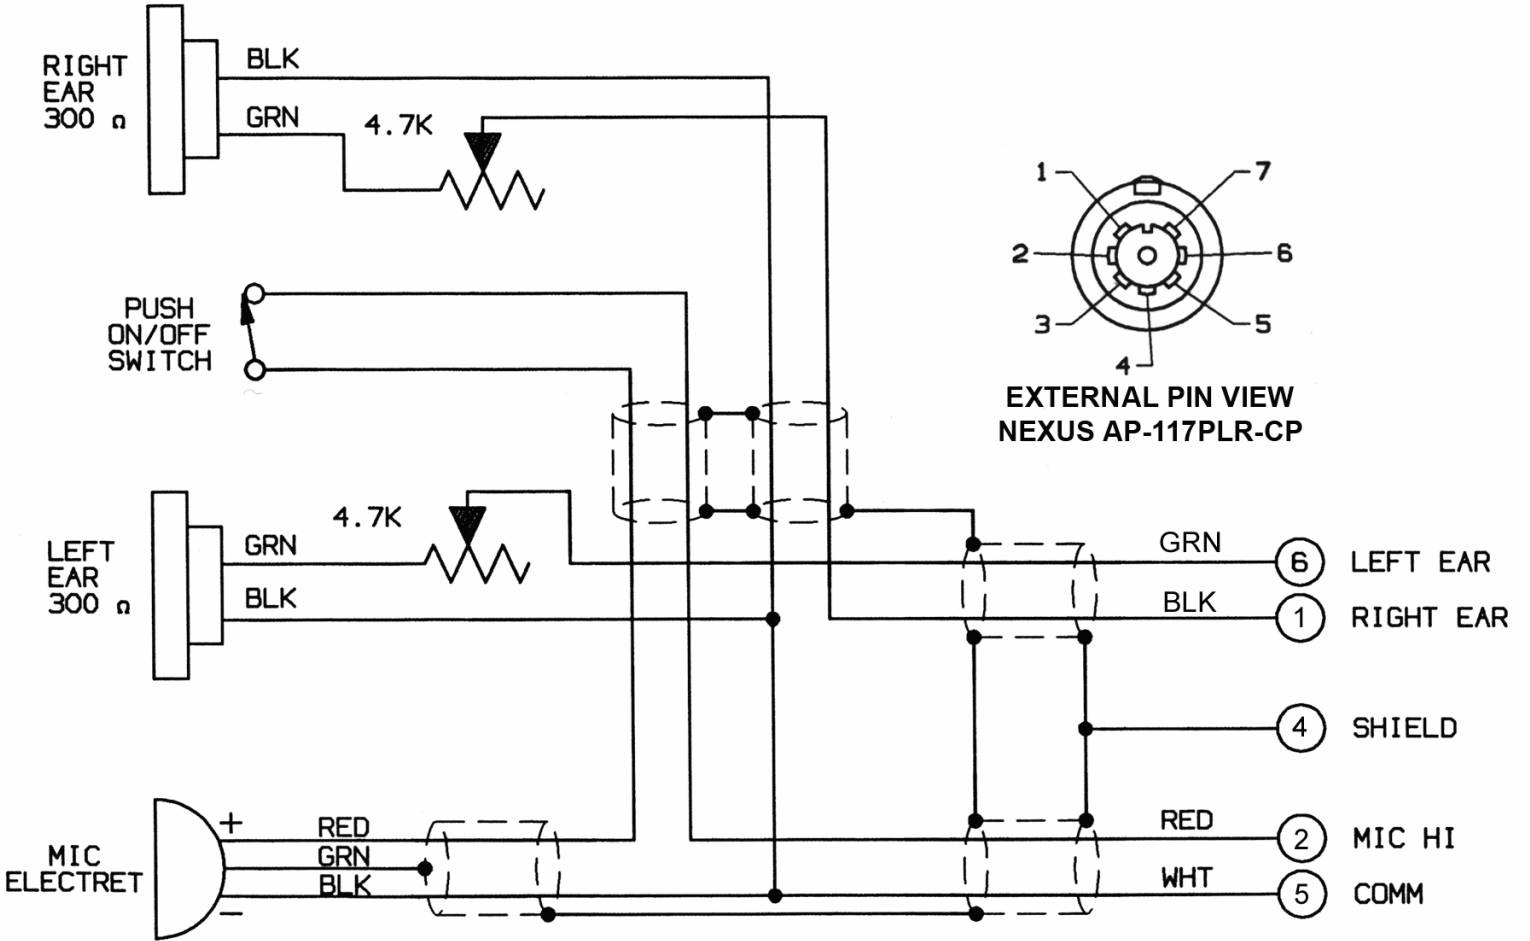 RIGHT
EAR
300 Ω
BLK
GRN
4.7K
PUSH
ON/OFF
SWITCH
1
7
2
6
3
5
4
EXTERNAL PIN VIEW
NEXUS AP-117PLR-CP
LEFT
EAR
300 Ω
GRN
BLK
4.7K
GRN
6 LEFT EAR
BLK
1 RIGHT EAR
4 SHIELD
MIC
ELECTRET
+
RED
GRN
BLK
−
RED
2 MIC HI
WHT
5 COMM